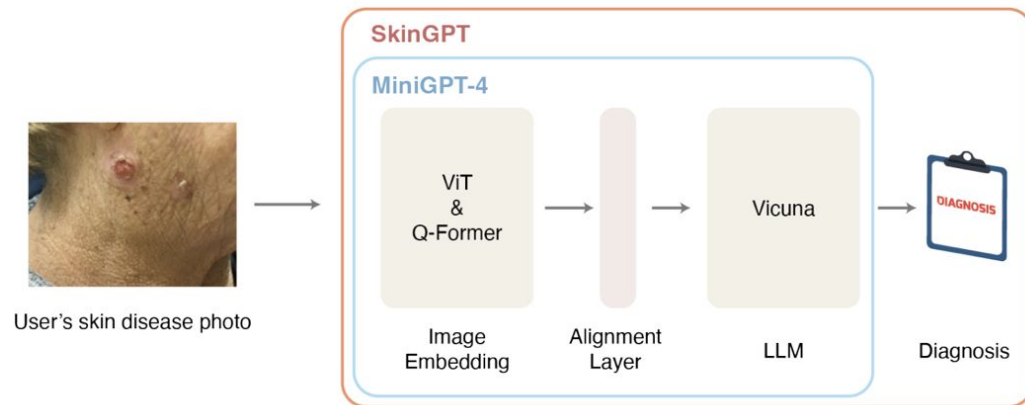 SkinGPT
MiniGPT-4
ViT
&
Q-Former
Vicuna
DIAGNOSIS
User's skin disease photo
Image
Embedding
Alignment
Layer
LLM
Diagnosis